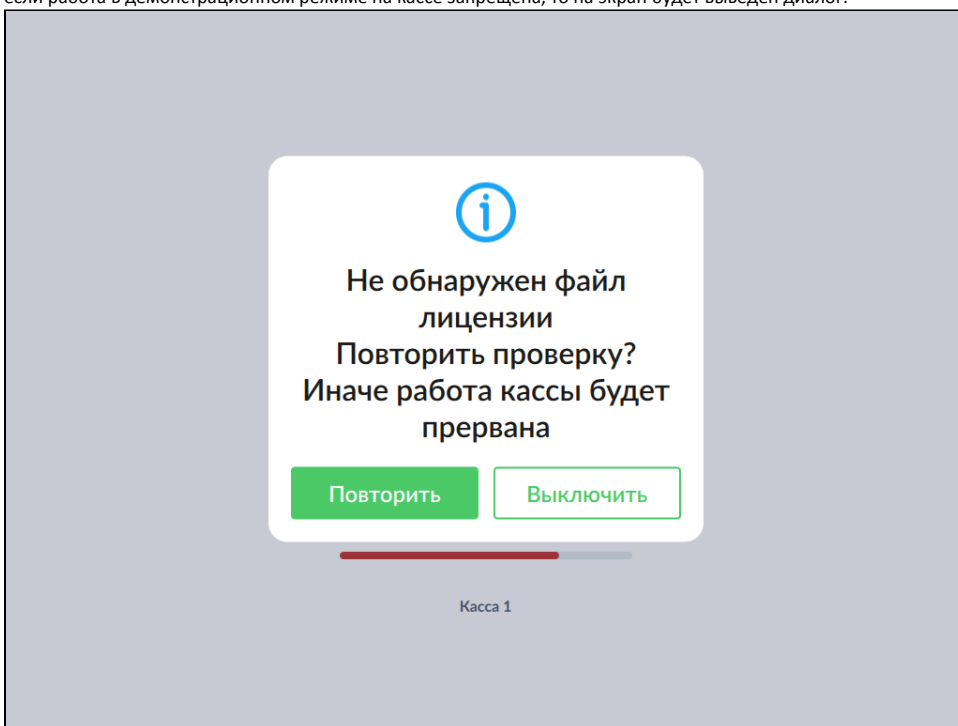 если работа в демонстрационном режиме на кассе запрещена, то на экран будет выведен диалог:
Не обнаружен файл
лицензии
Повторить проверку?
Иначе работа кассы будет
прервана
Повторить
Выключить
Касса 1